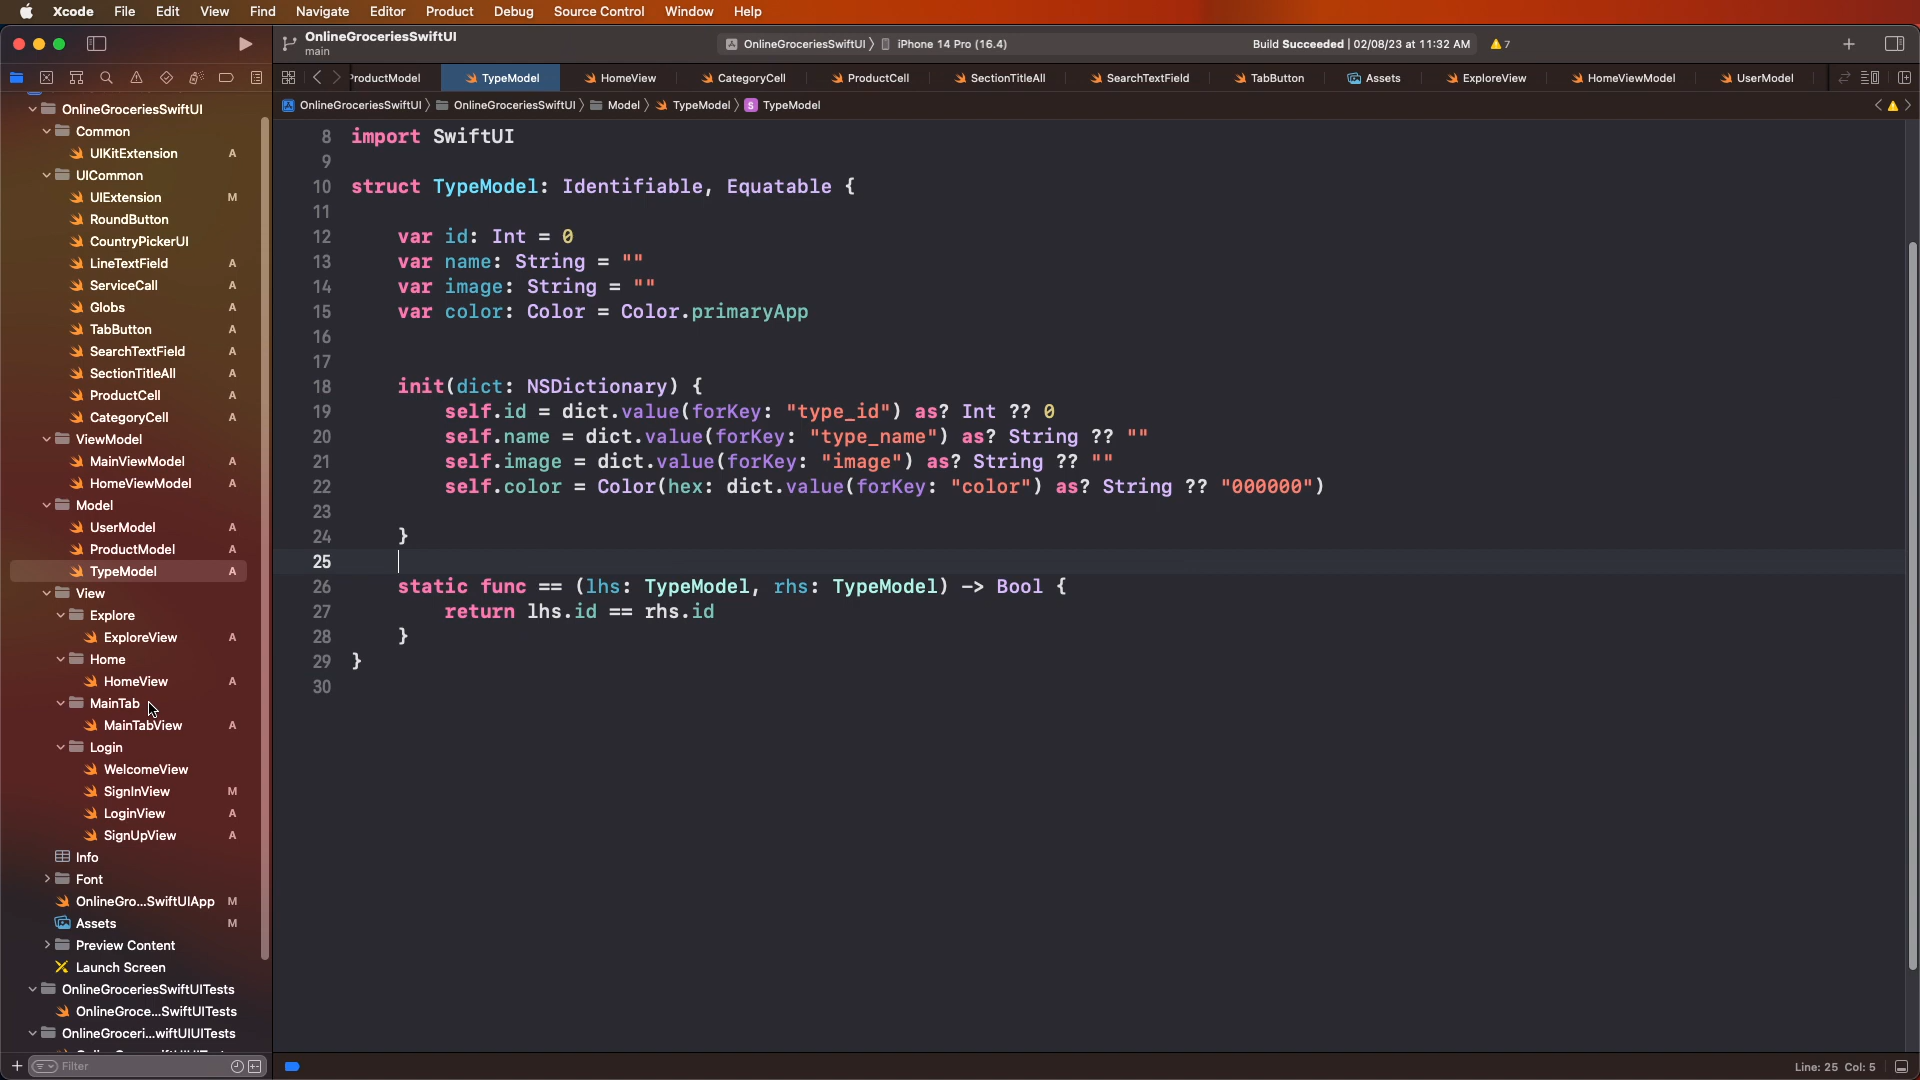 Xcode File Edit View Find Navigate Editor Product Debug Source Control Window Help
OnlineGroceriesSwiftUI
main
OnlineGroceriesSwiftUI iPhone 14 Pro (16.4)
Build Succeeded | 02/08/23 at 11:32 AM 7
roductModel TypeModel HomeView CategoryCell ProductCell SectionTitleAll SearchTextField TabButton Assets ExploreView HomeViewModel UserModel
OnlineGroceriesSwiftUI OnlineGroceriesSwiftUI Model TypeModel S TypeModel
OnlineGroceriesSwiftUI
Common
UIKitExtension A
UICommon
UIExtension M
RoundButton
CountryPickerUI
LineTextField A
ServiceCall A
Globs A
TabButton A
SearchTextField A
SectionTitleAll A
ProductCell A
CategoryCell A
ViewModel
MainViewModel A
HomeViewModel A
Model
UserModel A
ProductModel A
TypeModel A
View
Explore
ExploreView A
Home
HomeView A
MainTab
MainTabView A
Login
WelcomeView
SignInView M
LoginView A
SignUpView A
Info
Font
OnlineGro...SwiftUIApp M
Assets M
Preview Content
Launch Screen
OnlineGroceriesSwiftUITests
OnlineGroce...SwiftUITests
OnlineGroceri...wiftUIUITests
Filter
8 import SwiftUI
9
10 struct TypeModel: Identifiable, Equatable {
11
12 var id: Int = 0
13 var name: String = ""
14 var image: String = ""
15 var color: Color = Color.primaryApp
16
17
18 init(dict: NSDictionary) {
19 self.id = dict.value(forKey: "type_id") as? Int ?? 0
20 self.name = dict.value(forKey: "type_name") as? String ?? ""
21 self.image = dict.value(forKey: "image") as? String ?? ""
22 self.color = Color(hex: dict.value(forKey: "color") as? String ?? "000000")
23
24 }
25
26 static func == (lhs: TypeModel, rhs: TypeModel) -> Bool {
27 return lhs.id == rhs.id
28 }
29 }
30
Line: 25 Col: 5